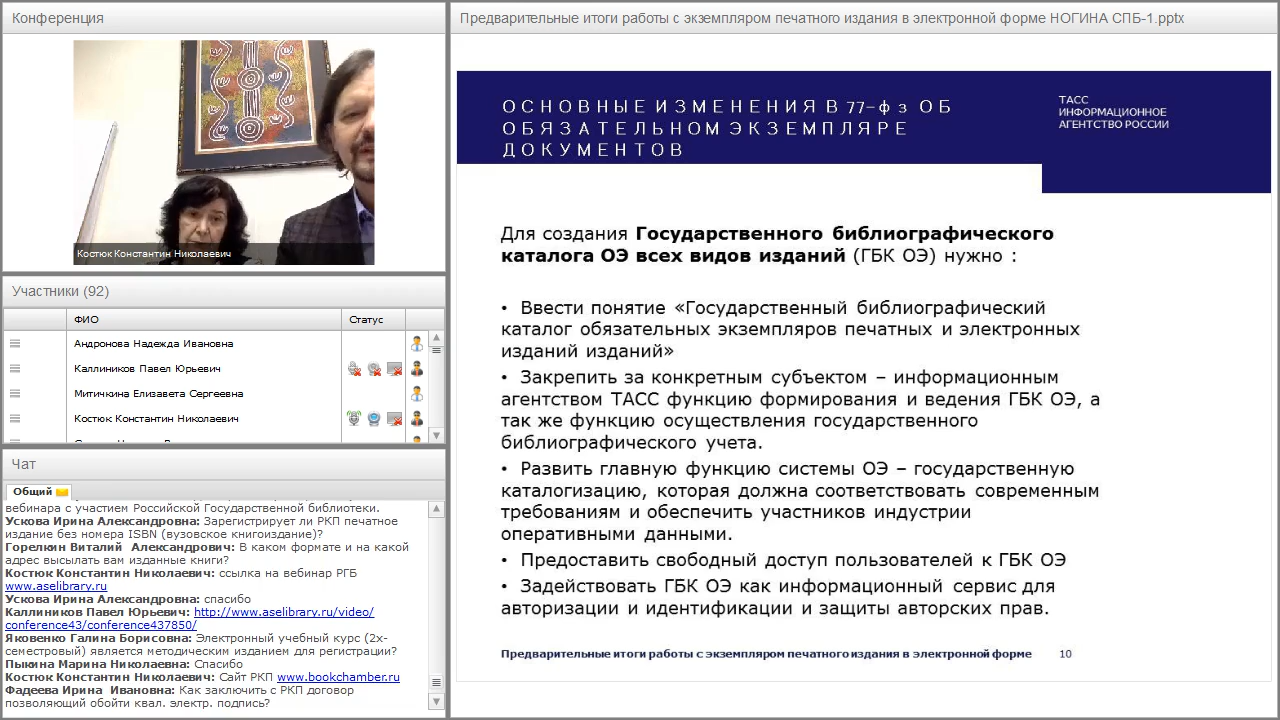 Конференция
Костюк Константин Николаевич
Участники (92)
ФИО
Статус
Андронова Надежда Ивановна
Каллиников Павел Юрьевич
Митичкина Елизавета Сергеевна
Костюк Константин Николаевич
Чат
Общий
вебинара с участием Российской Государственной библиотеки.
Ускова Ирина Александровна: Зарегистрирует ли РКП печатное
издание без номера ISBN (вузовское книгоиздание)?
Горелкин Виталий Александрович: В каком формате и на какой
адрес высылать вам изданные книги?
Костюк Константин Николаевич: ссылка на вебинар РГБ
www.aselibrary.ru
Ускова Ирина Александровна: спасибо
Каллиников Павел Юрьевич: http://www.aselibrary.ru/video/
conference43/conference437850/
Яковенко Галина Борисовна: Электронный учебный курс (2х-
семестровый) является методическим изданием для регистрации?
Пыкина Марина Николаевна: Спасибо
Костюк Константин Николаевич: Сайт РКП www.bookchamber.ru
Фадеева Ирина Ивановна: Как заключить с РКП договор
позволяющий обойти квал. электр. подпись?
Предварительные итоги работы с экземпляром печатного издания в электронной форме НОГИНА СПБ-1.pptx
ОСНОВНЫЕ ИЗМЕНЕНИЯ В 77–ф з ОБ
ОБЯЗАТЕЛЬНОМ ЭКЗЕМПЛЯРЕ
ДОКУМЕНТОВ
ТАСС
ИНФОРМАЦИОННОЕ
АГЕНТСТВО РОССИИ
Для создания Государственного библиографического
каталога ОЭ всех видов изданий (ГБК ОЭ) нужно :
• Ввести понятие «Государственный библиографический
каталог обязательных экземпляров печатных и электронных
изданий изданий»
• Закрепить за конкретным субъектом – информационным
агентством ТАСС функцию формирования и ведения ГБК ОЭ, а
так же функцию осуществления государственного
библиографического учета.
• Развить главную функцию системы ОЭ – государственную
каталогизацию, которая должна соответствовать современным
требованиям и обеспечить участников индустрии
оперативными данными.
• Предоставить свободный доступ пользователей к ГБК ОЭ
• Задействовать ГБК ОЭ как информационный сервис для
авторизации и идентификации и защиты авторских прав.
Предварительные итоги работы с экземпляром печатного издания в электронной форме 10